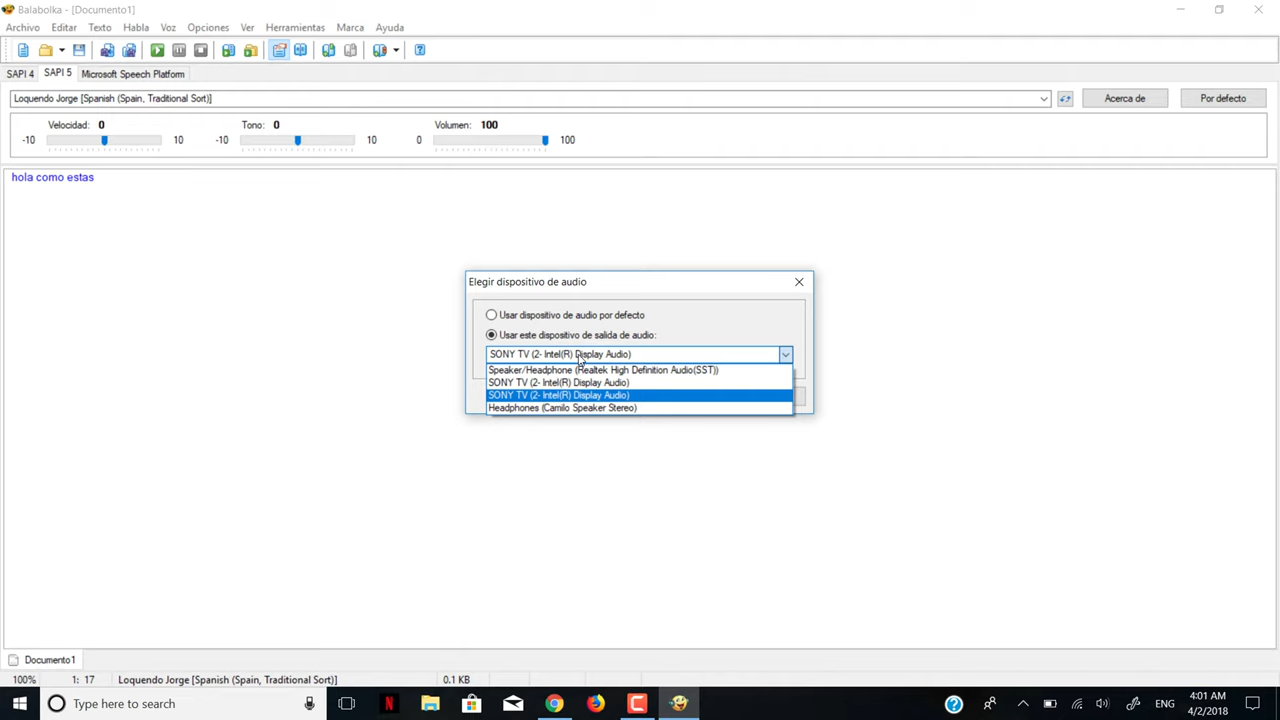 Balabolka - [Documento1]
Archivo Editar Texto Habla Voz Opciones Ver Herramientas Marca Ayuda
SAPI 4 SAPI 5 Microsoft Speech Platform
Loquendo Jorge [Spanish (Spain, Traditional Sort)] Acerca de Por defecto
Velocidad: 0 Tono: 0 Volumen: 100
-10 10 -10 10 0 100
hola como estas
Elegir dispositivo de audio
Usar dispositivo de audio por defecto
Usar este dispositivo de salida de audio:
SONY TV (2- Intel(R) Display Audio)
Speaker/Headphone (Realtek High Definition Audio(SST))
SONY TV (2- Intel(R) Display Audio)
SONY TV (2- Intel(R) Display Audio)
Headphones (Camilo Speaker Stereo)
Documento1
100% 1: 17 Loquendo Jorge [Spanish (Spain, Traditional Sort)] 0.1 KB
Type here to search ENG 4:01 AM
4/2/2018